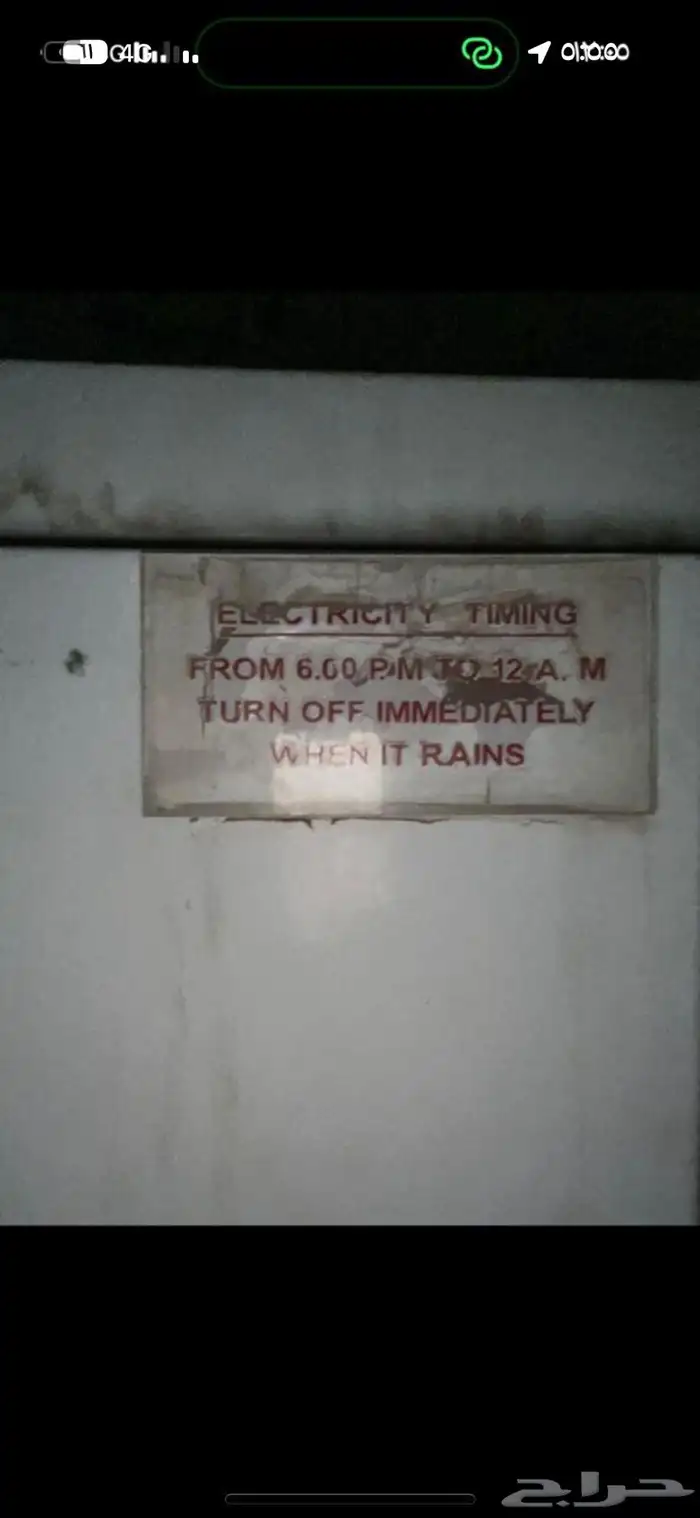 ELECTRICITY TIMING
FROM 6.00 P.M TO 12 A. M
TURN OFF IMMEDIATELY
WHEN IT RAINS
حراج